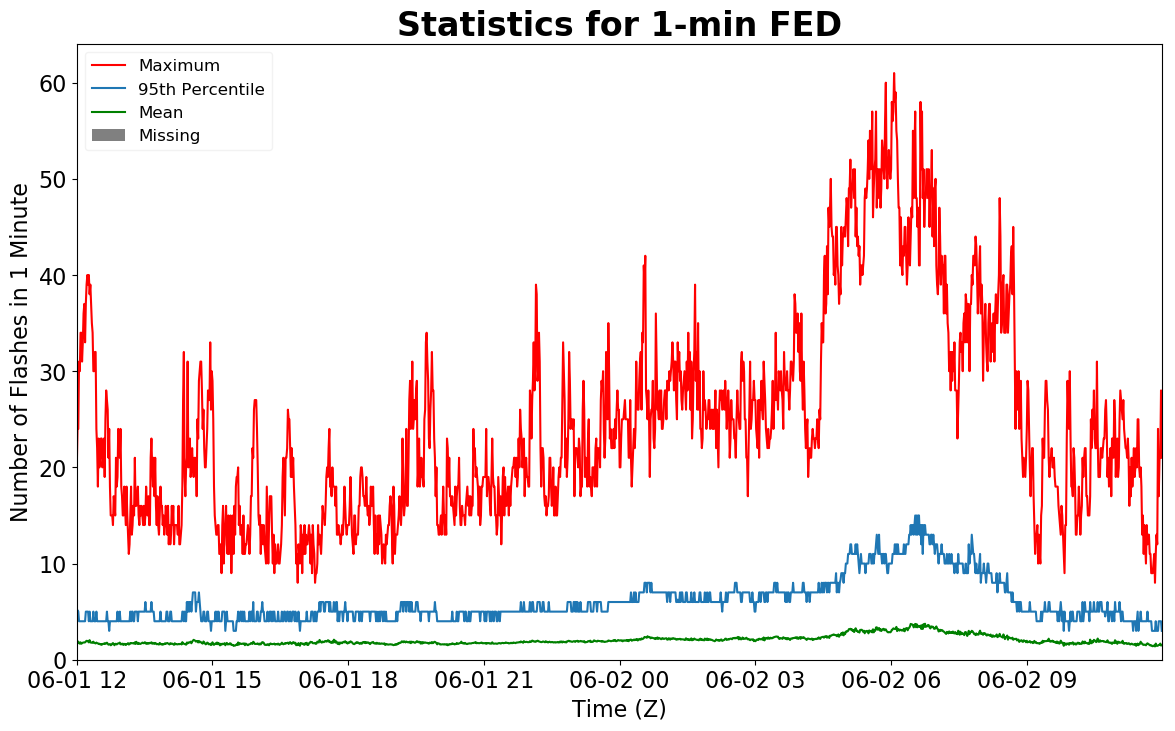 Statistics for 1-min FED
Maximum
95th Percentile
Mean
Missing
Number of Flashes in 1 Minute
60
50
40
30
20
10
0
06-01 12
06-01 15
06-01 18
06-01 21
06-02 00
06-02 03
06-02 06
06-02 09
Time (Z)